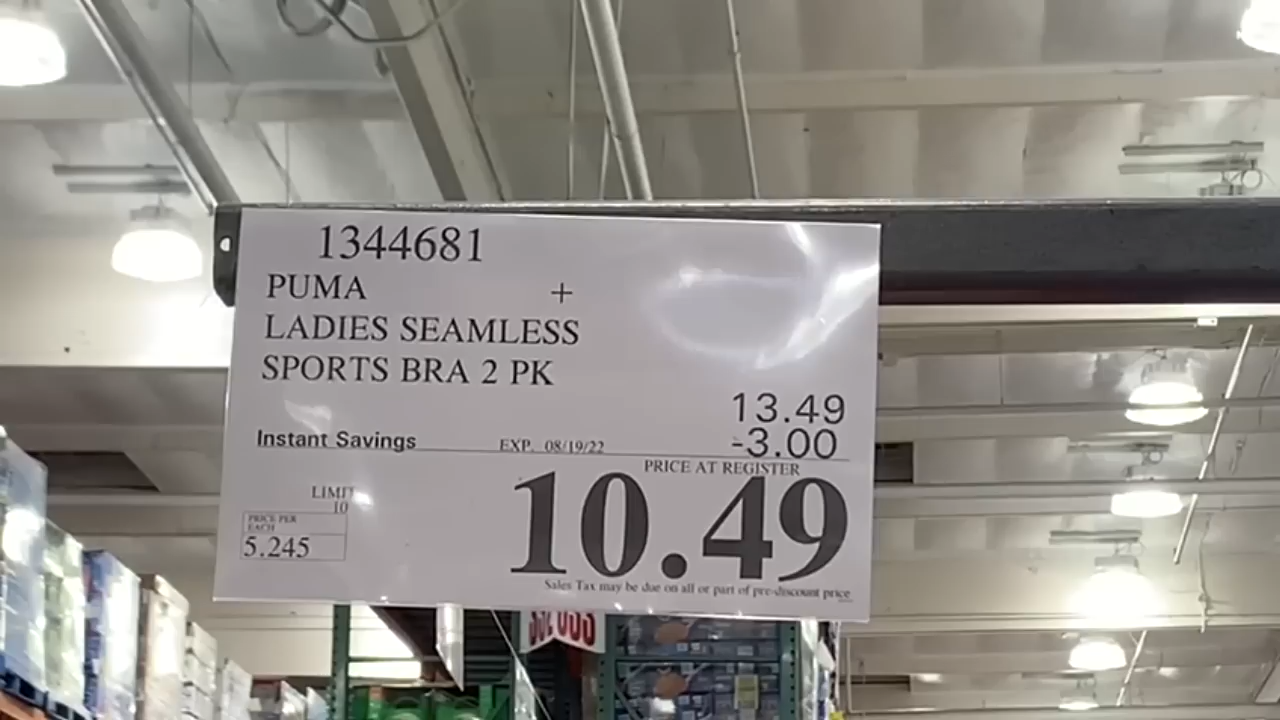 1344681
PUMA +
LADIES SEAMLESS
SPORTS BRA 2 PK
13.49
Instant Savings EXP. 08/19/22 -3.00
PRICE AT REGISTER
10.49
LIMIT
10
PRICE PER
EACH
5.245
Sales Tax may be due on all or part of pre-discount price